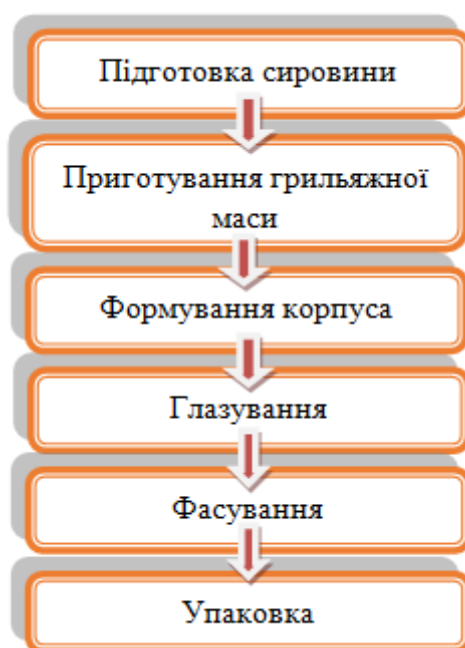 Підготовка сировини
Приготування грильяжної
маси
Формування корпуса
Глазування
Фасування
Упаковка